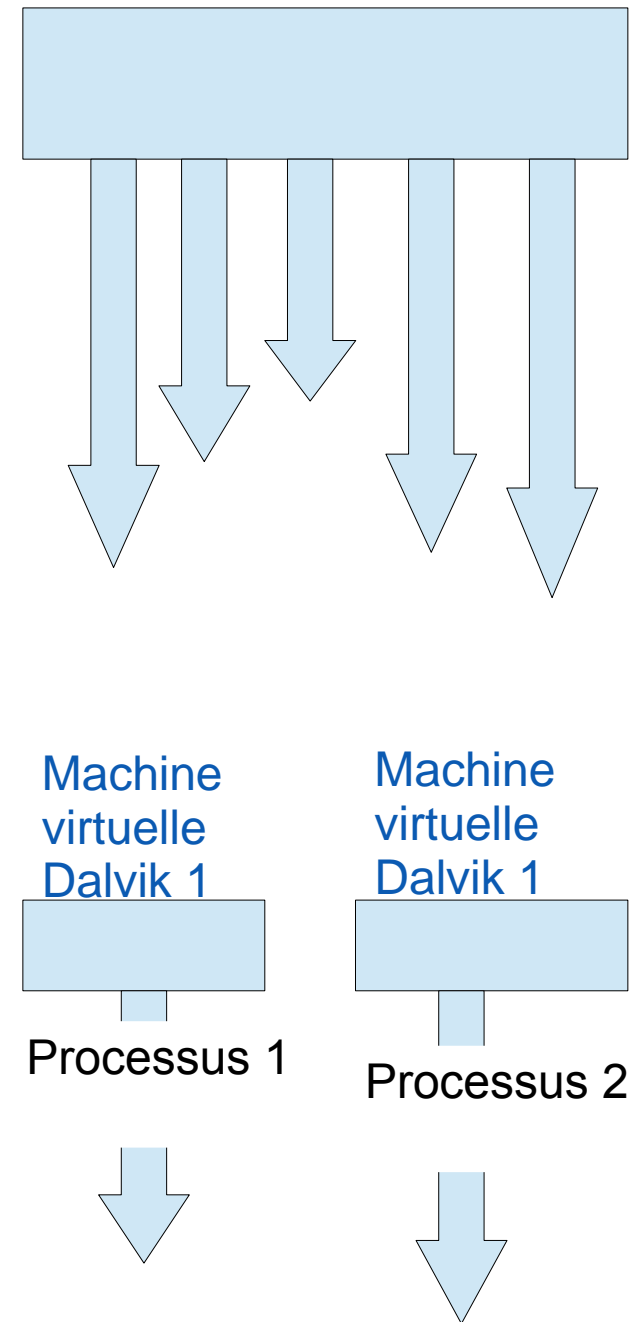 Machine
virtuelle
Dalvik 1
Machine
virtuelle
Dalvik 1
Processus 1
Processus 2